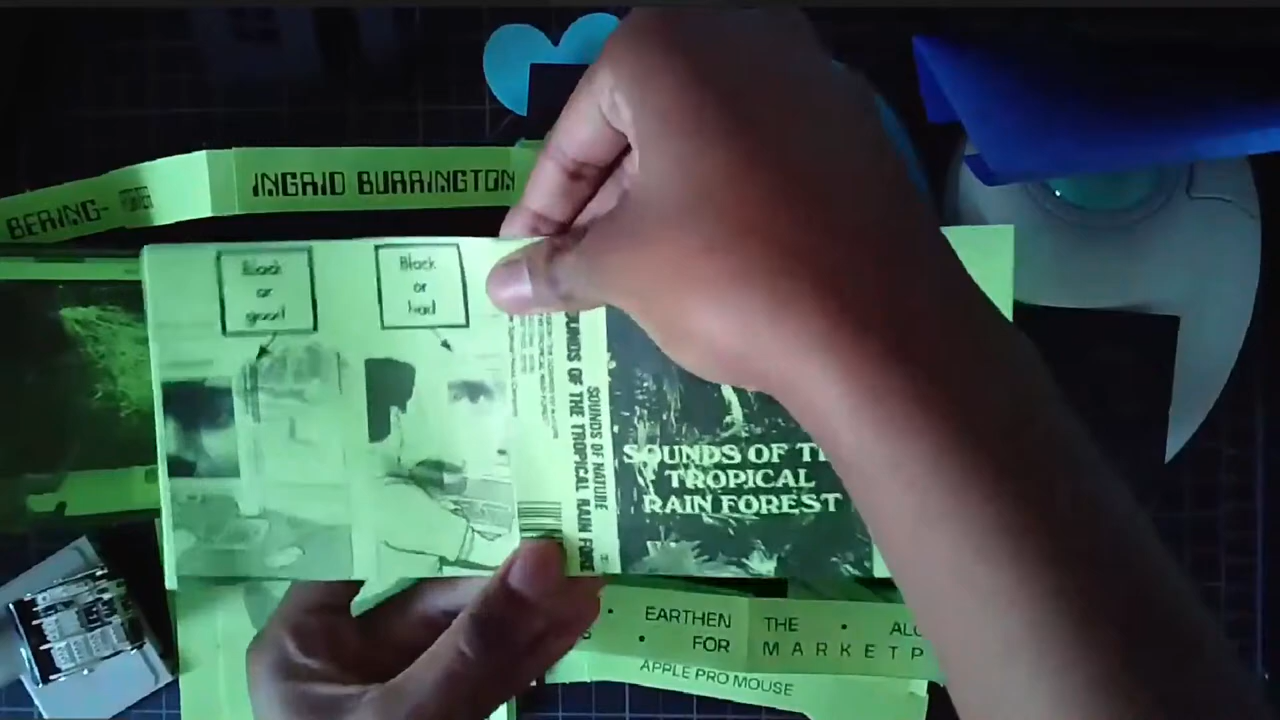 BERING-
INGRID BURRINGTON
Black
or
good
Black
or
bad
SOUNDS OF NATURE
SOUNDS OF THE TROPICAL RAIN FORE
SOUNDS OF TH
TROPICAL
RAIN FOREST
• EARTHEN THE • ALC
• FOR MARKETP
APPLE PRO MOUSE